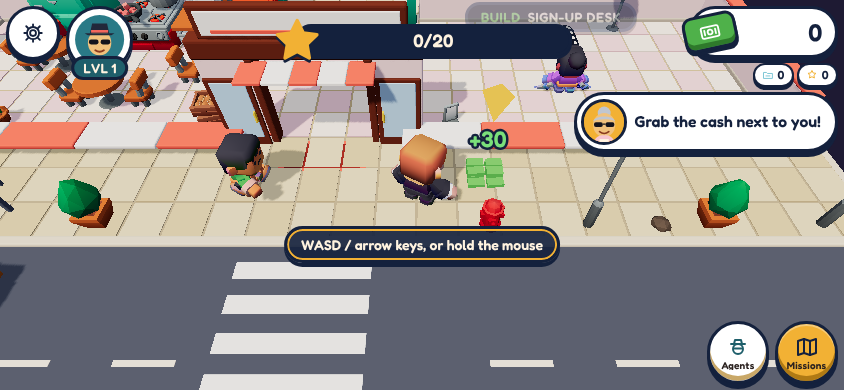 BUILD SIGN-UP DESK
0/20
0
LVL 1
0
0
Grab the cash next to you!
+30
WASD / arrow keys, or hold the mouse
Agents
Missions